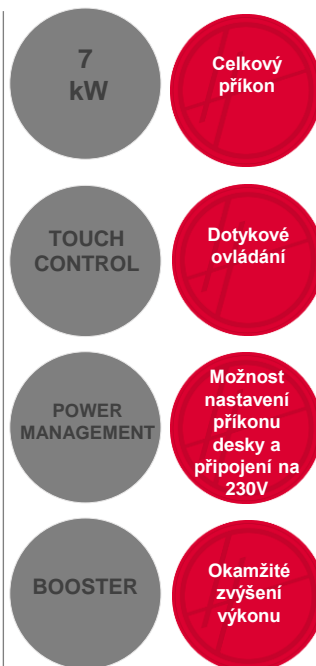 7
kW
Celkový
příkon
TOUCH
CONTROL
Dotykové
ovládání
POWER
MANAGEMENT
Možnost
nastavení
příkonu
desky a
připojení na
230V
BOOSTER
Okamžité
zvýšení
výkonu